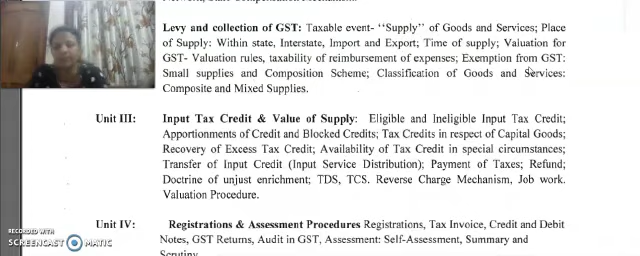 Levy and collection of GST: Taxable event- ‘‘Supply’’ of Goods and Services; Place
of Supply: Within state, Interstate, Import and Export; Time of supply; Valuation for
GST- Valuation rules, taxability of reimbursement of expenses; Exemption from GST:
Small supplies and Composition Scheme; Classification of Goods and Services:
Composite and Mixed Supplies.
Unit III: Input Tax Credit & Value of Supply: Eligible and Ineligible Input Tax Credit;
Apportionments of Credit and Blocked Credits; Tax Credits in respect of Capital Goods;
Recovery of Excess Tax Credit; Availability of Tax Credit in special circumstances;
Transfer of Input Credit (Input Service Distribution); Payment of Taxes; Refund;
Doctrine of unjust enrichment; TDS, TCS. Reverse Charge Mechanism, Job work.
Valuation Procedure.
Unit IV: Registrations & Assessment Procedures Registrations, Tax Invoice, Credit and Debit
Notes, GST Returns, Audit in GST, Assessment: Self-Assessment, Summary and
Scrutiny
RECORDED WITH
SCREENCAST MATIC